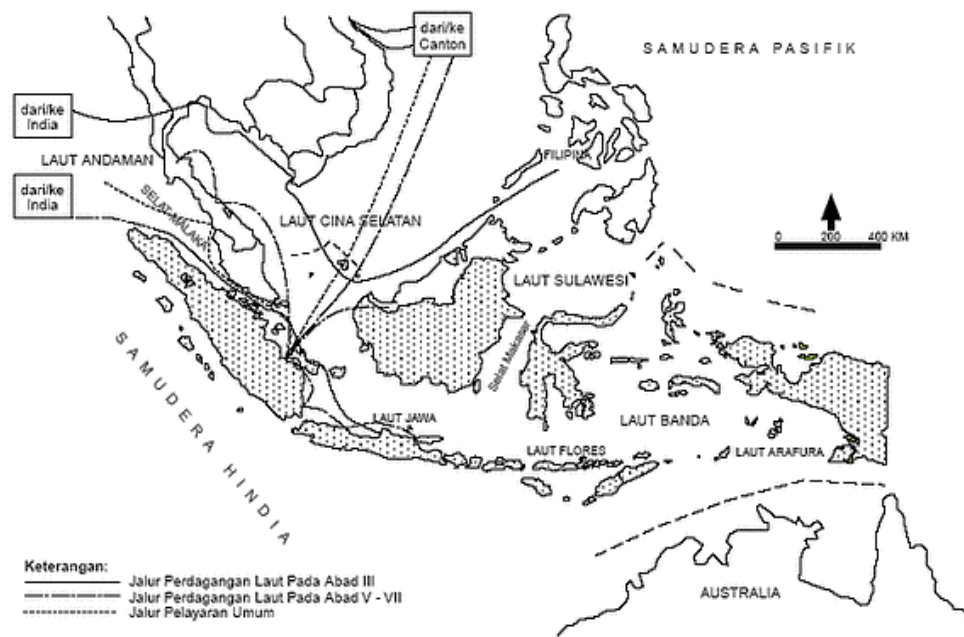 dari/ke
Canton
SAMUDERA PASIFIK
dari/ke
India
LAUT ANDAMAN
FILIPINA
dari/ke
India
SELAT MALAKA
LAUT CINA SELATAN
0 200 400 KM
LAUT SULAWESI
SAMUDERA HINDIA
Selat Makasar
LAUT JAWA
LAUT BANDA
LAUT FLORES
LAUT ARAFURA
Keterangan:
Jalur Perdagangan Laut Pada Abad III
Jalur Perdagangan Laut Pada Abad V - VII
Jalur Pelayaran Umum
AUSTRALIA